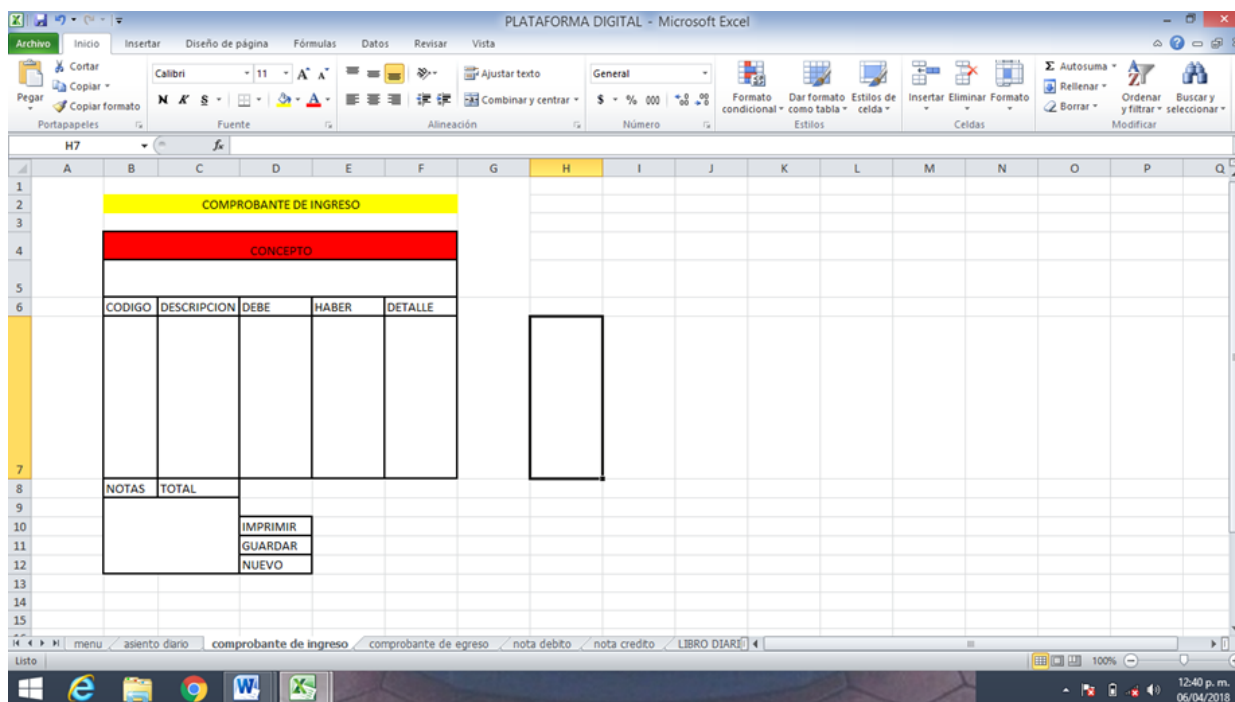 PLATAFORMA DIGITAL - Microsoft Excel
Archivo Inicio Insertar Diseño de página Fórmulas Datos Revisar Vista
Pegar
Cortar
Copiar
Copiar formato
Portapapeles
Calibri 11
N K S
Fuente
Ajustar texto
Combinar y centrar
Alineación
General
$ % 000
Número
Formato condicional
Dar formato como tabla
Estilos de celda
Estilos
Insertar Eliminar Formato
Celdas
Σ Autosuma
Rellenar
Borrar
Ordenar y filtrar
Buscar y seleccionar
Modificar
H7 fx
A B C D E F G H I J K L M N O P Q
1
2 COMPROBANTE DE INGRESO
3
4 CONCEPTO
5
6 CODIGO DESCRIPCION DEBE HABER DETALLE
7
8 NOTAS TOTAL
9
10 IMPRIMIR
11 GUARDAR
12 NUEVO
13
14
15
menu asiento diario comprobante de ingreso comprobante de egreso nota debito nota credito LIBRO DIARI
Listo 100%
12:40 p. m.
06/04/2018